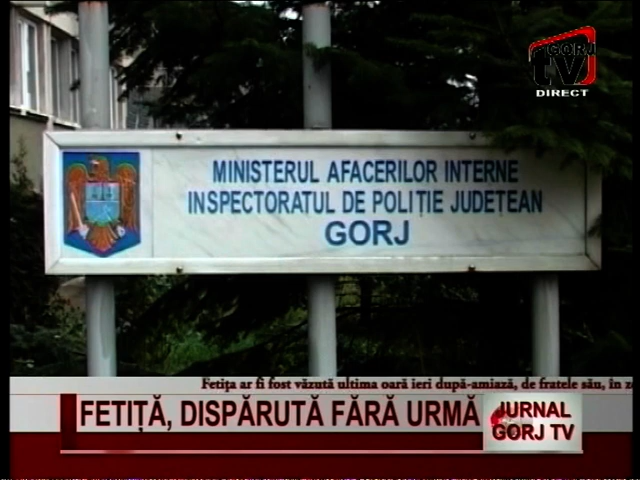 GORJ
tv
DIRECT
MINISTERUL AFACERILOR INTERNE
INSPECTORATUL DE POLIȚIE JUDEȚEAN
GORJ
Fetița ar fi fost văzută ultima oară ieri după-amiază, de fratele său, în
FETIȚĂ, DISPĂRUTĂ FĂRĂ URMĂ
JURNAL
GORJ TV